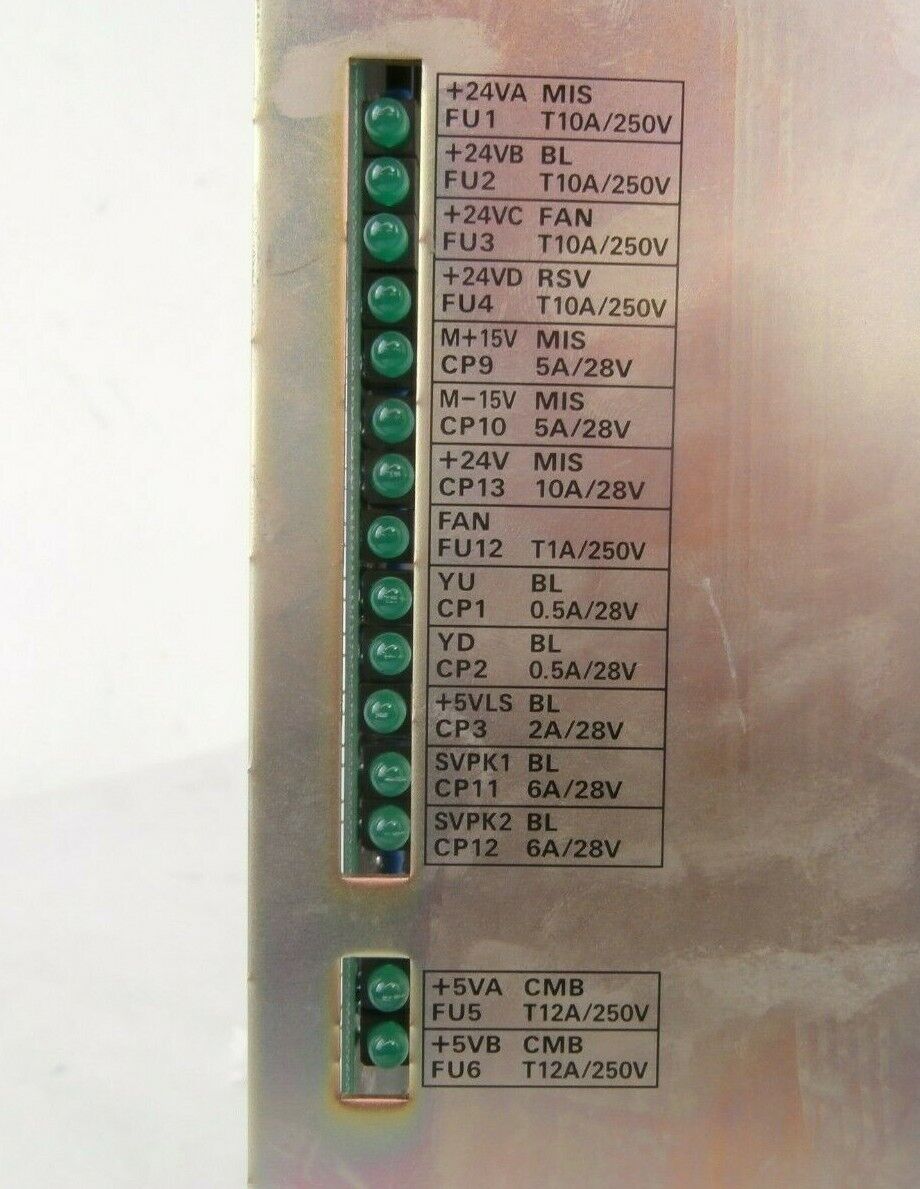 +24VA MIS
FU1 T10A/250V
+24VB BL
FU2 T10A/250V
+24VC FAN
FU3 T10A/250V
+24VD RSV
FU4 T10A/250V
M+15V MIS
CP9 5A/28V
M-15V MIS
CP10 5A/28V
+24V MIS
CP13 10A/28V
FAN
FU12 T1A/250V
YU BL
CP1 0.5A/28V
YD BL
CP2 0.5A/28V
+5VLS BL
CP3 2A/28V
SVPK1 BL
CP11 6A/28V
SVPK2 BL
CP12 6A/28V
+5VA CMB
FU5 T12A/250V
+5VB CMB
FU6 T12A/250V